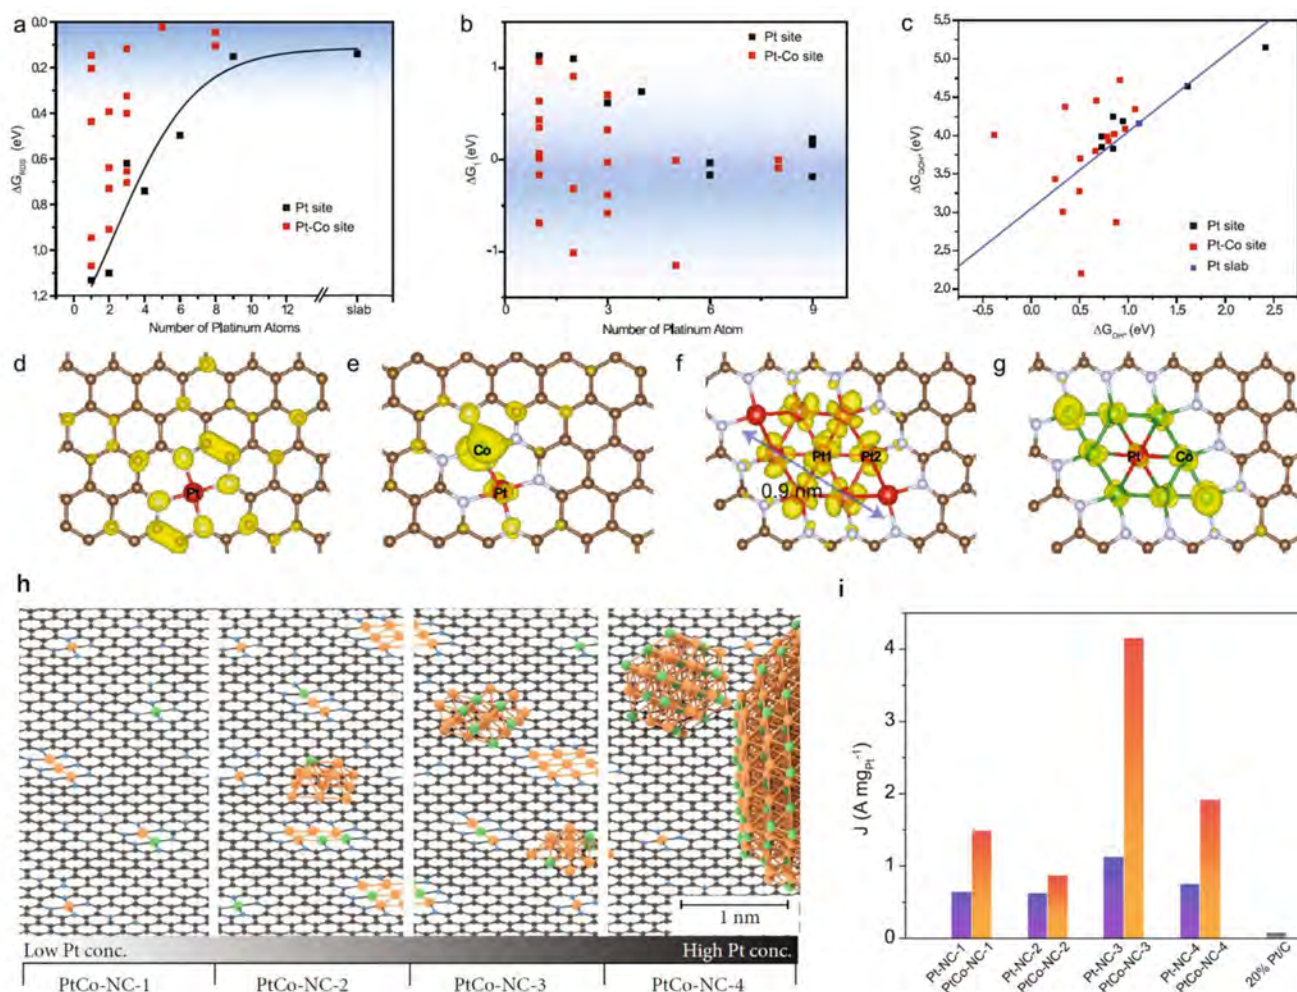 a
0.0
0.2
0.4
0.6
0.8
1.0
1.2
ΔG_RDS (eV)
Pt site
Pt-Co site
0 2 4 6 8 10 12 slab
Number of Platinum Atoms
b
1
0
-1
ΔG_1 (eV)
Pt site
Pt-Co site
0 3 6 9
Number of Platinum Atom
c
5.5
5.0
4.5
4.0
3.5
3.0
2.5
2.0
ΔG_OOH* (eV)
Pt site
Pt-Co site
Pt slab
-0.5 0.0 0.5 1.0 1.5 2.0 2.5
ΔG_OH* (eV)
d
Pt
e
Co
Pt
f
Pt1 Pt2
0.9 nm
g
Pt Co
h
1 nm
Low Pt conc. High Pt conc.
PtCo-NC-1 PtCo-NC-2 PtCo-NC-3 PtCo-NC-4
i
4
3
2
1
0
J (A mg_Pt⁻¹)
Pt-NC-1
PtCo-NC-1
Pt-NC-2
PtCo-NC-2
Pt-NC-3
PtCo-NC-3
Pt-NC-4
PtCo-NC-4
20% Pt/C